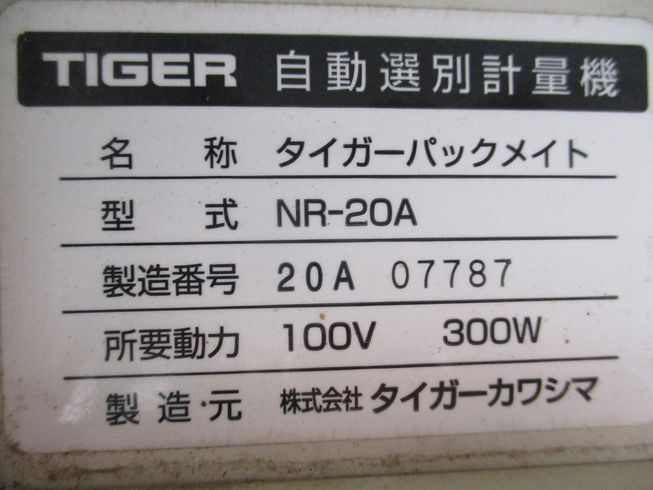 TIGER 自動選別計量機
名称 タイガーパックメイト
型式 NR-20A
製造番号 20A 07787
所要動力 100V 300W
製造元 株式会社 タイガーカワシマ